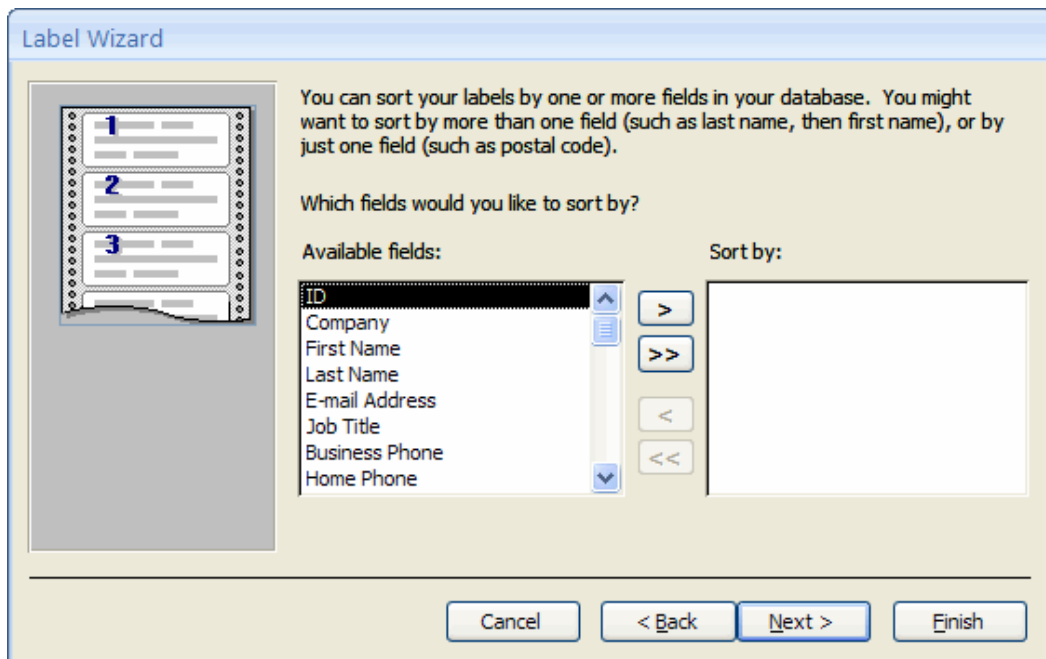 Label Wizard
1
2
3
You can sort your labels by one or more fields in your database.  You might
want to sort by more than one field (such as last name, then first name), or by
just one field (such as postal code).
Which fields would you like to sort by?
Available fields:
Sort by:
ID
Company
First Name
Last Name
E-mail Address
Job Title
Business Phone
Home Phone
>
>>
<
<<
Cancel
< Back
Next >
Finish